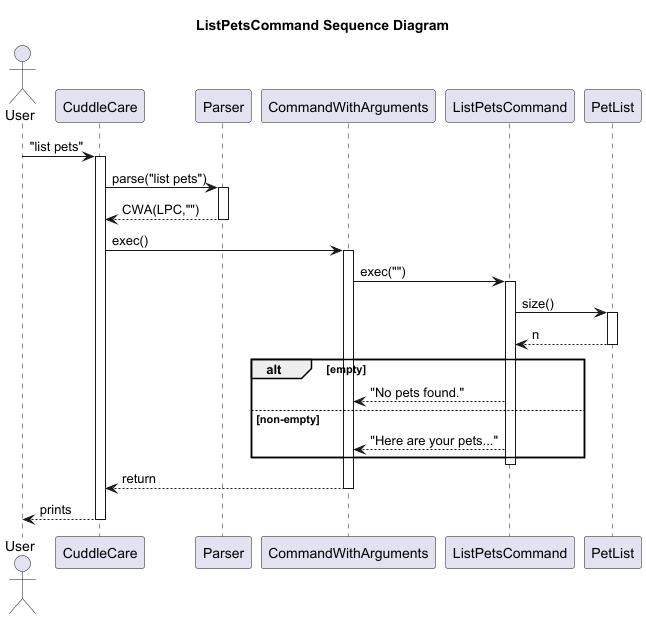 ListPetsCommand Sequence Diagram
User
CuddleCare
Parser
CommandWithArguments
ListPetsCommand
PetList
"list pets"
parse("list pets")
CWA(LPC,"")
exec()
exec("")
size()
n
alt
[empty]
"No pets found."
[non-empty]
"Here are your pets..."
return
prints
User
CuddleCare
Parser
CommandWithArguments
ListPetsCommand
PetList